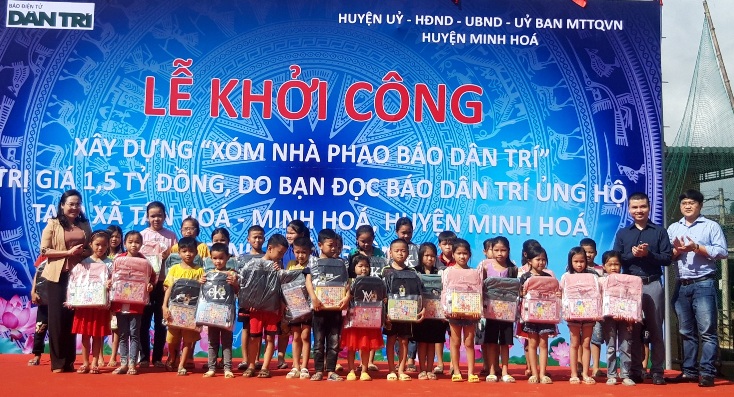 BÁO ĐIỆN TỬ
DÂN TRÍ
HUYỆN UỶ - HĐND - UBND - UỶ BAN MTTQVN
HUYỆN MINH HOÁ
LỄ KHỞI CÔNG
XÂY DỰNG “XÓM NHÀ PHAO BÁO DÂN TRÍ”
TRỊ GIÁ 1,5 TỶ ĐỒNG, DO BẠN ĐỌC BÁO DÂN TRÍ ỦNG HỘ
XÃ TÂN HOÁ - MINH HOÁ, HUYỆN MINH HOÁ